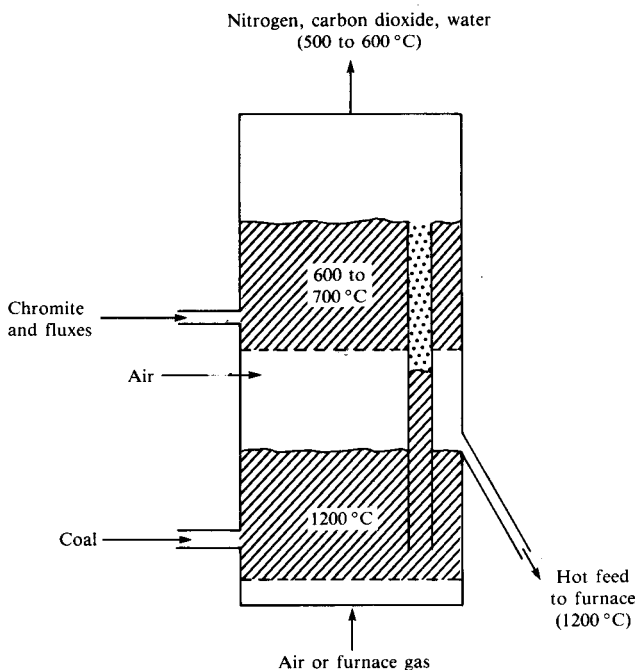 Nitrogen, carbon dioxide, water
(500 to 600 °C)
600 to
700 °C
Chromite
and fluxes
Air
1200 °C
Coal
Hot feed
to furnace
(1200 °C)
Air or furnace gas